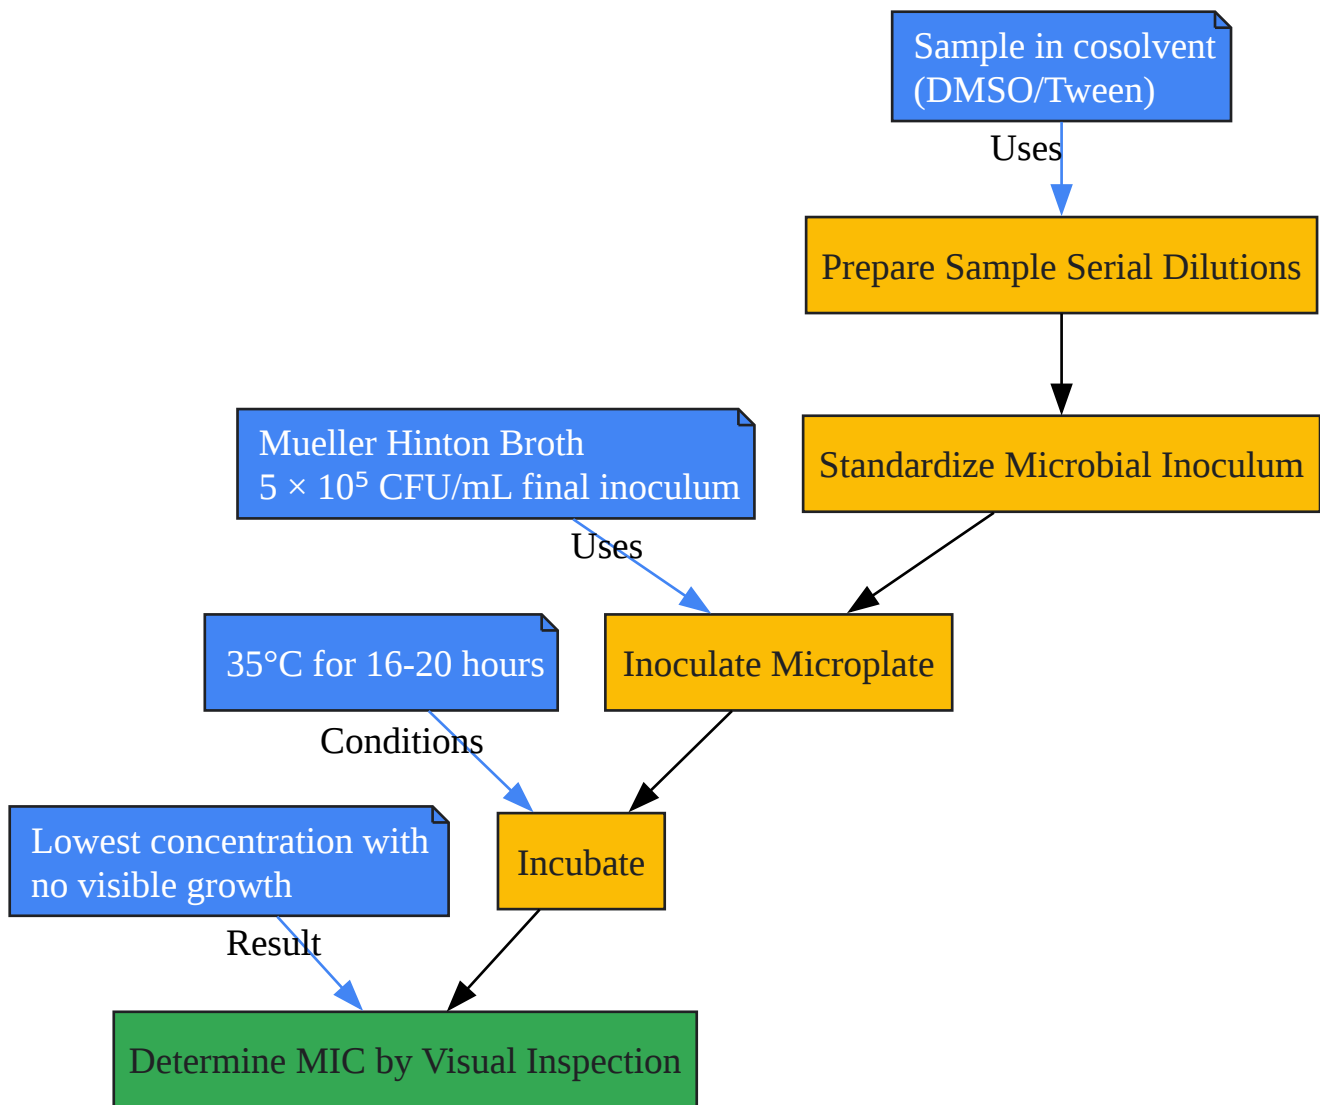 Sample in cosolvent
(DMSO/Tween)
Uses
Prepare Sample Serial Dilutions
Mueller Hinton Broth
5 × 10⁵ CFU/mL final inoculum
Standardize Microbial Inoculum
Uses
35°C for 16-20 hours
Inoculate Microplate
Conditions
Lowest concentration with
no visible growth
Incubate
Result
Determine MIC by Visual Inspection